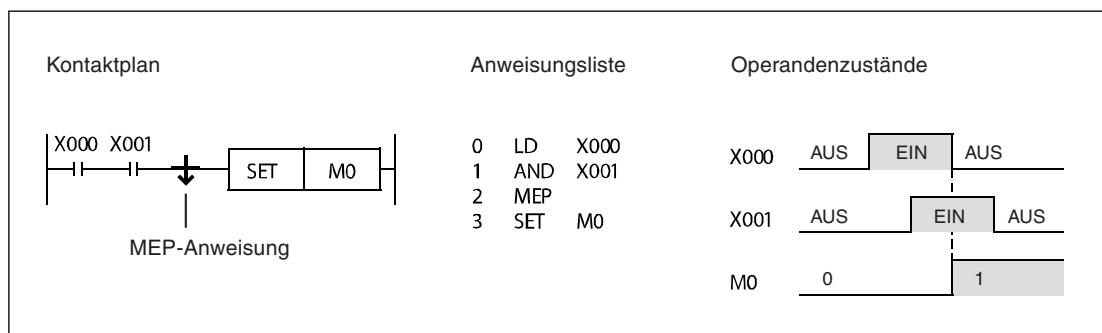 Kontaktplan
X000 X001
SET M0
MEP-Anweisung
Anweisungsliste
0 LD X000
1 AND X001
2 MEP
3 SET M0
Operandenzustände
X000 AUS EIN AUS
X001 AUS EIN AUS
M0 0 1